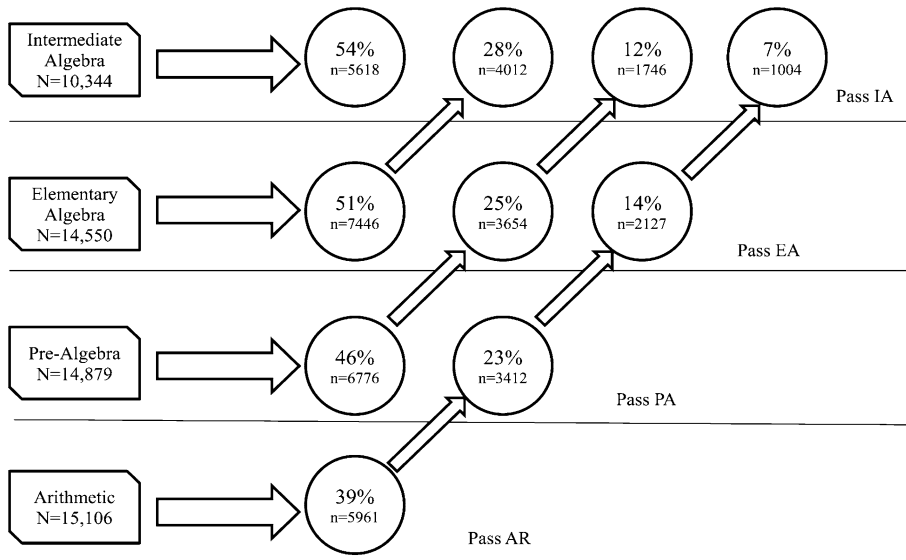 Intermediate
Algebra
N=10,344
54%
n=5618
28%
n=4012
12%
n=1746
7%
n=1004
Pass IA
Elementary
Algebra
N=14,550
51%
n=7446
25%
n=3654
14%
n=2127
Pass EA
Pre-Algebra
N=14,879
46%
n=6776
23%
n=3412
Pass PA
Arithmetic
N=15,106
39%
n=5961
Pass AR